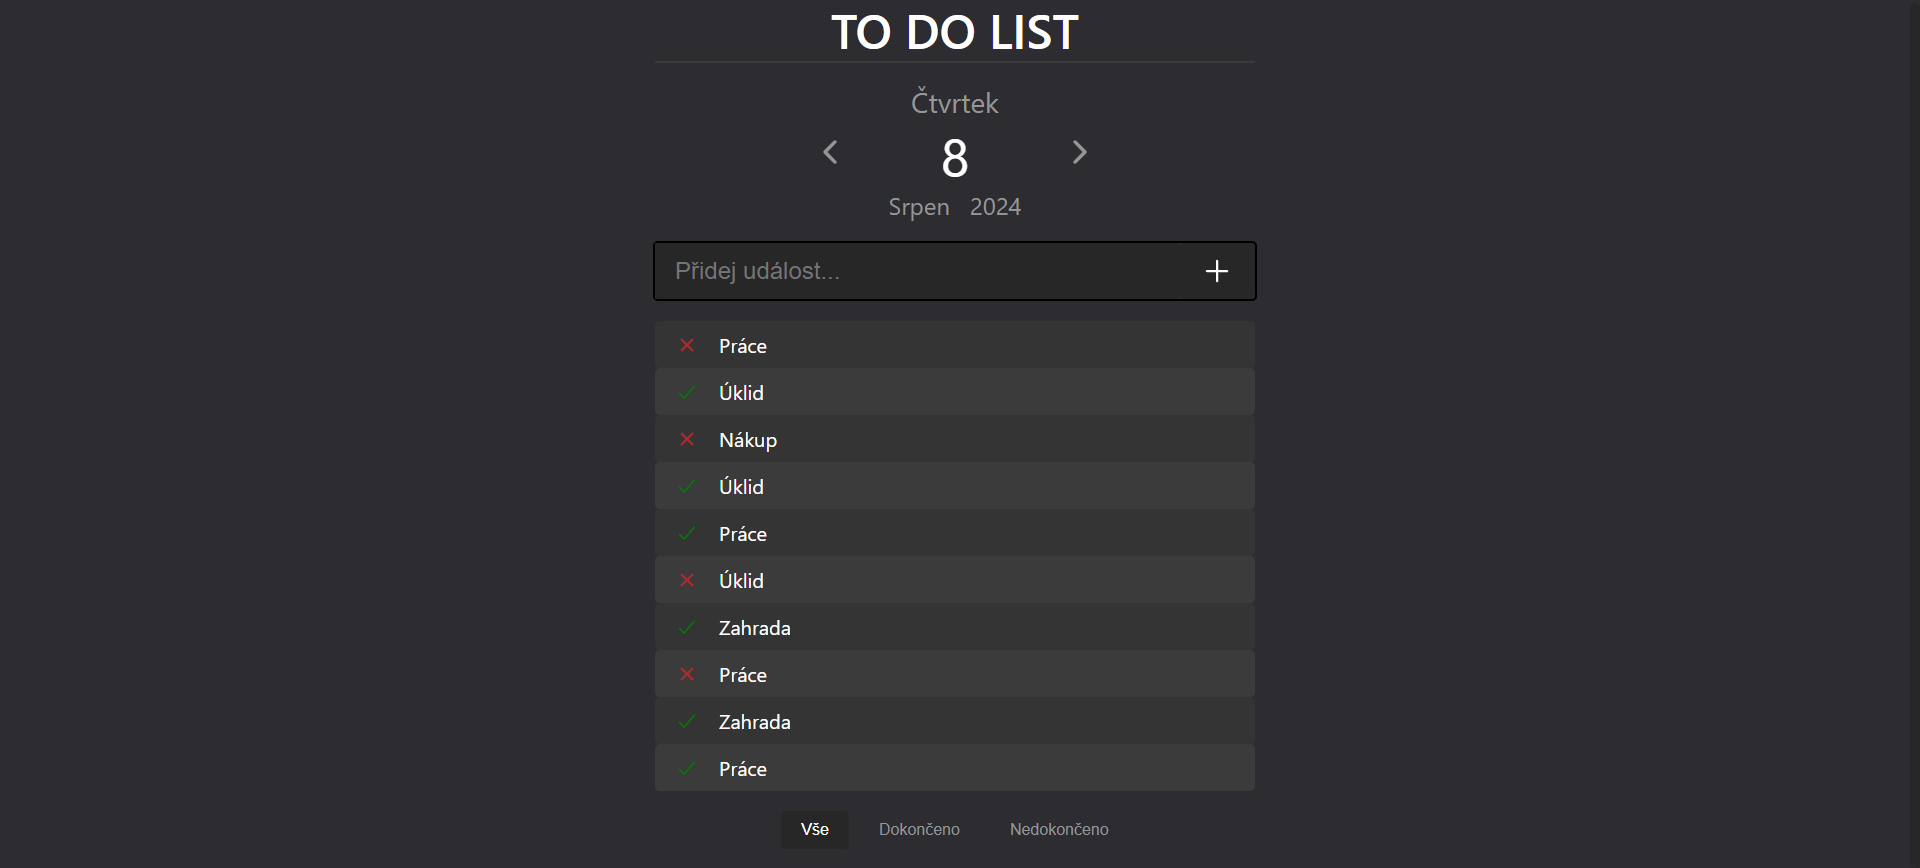 TO DO LIST
Čtvrtek
8
Srpen 2024
Přidej událost...
Práce
Úklid
Nákup
Úklid
Práce
Úklid
Zahrada
Práce
Zahrada
Práce
Vše Dokončeno Nedokončeno